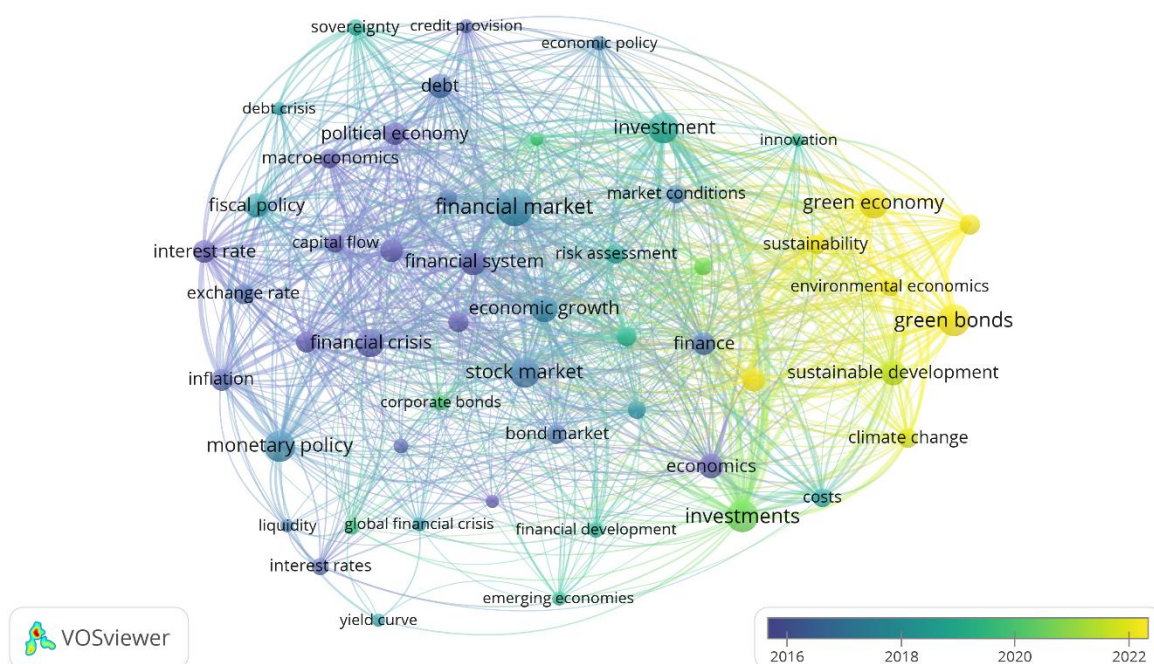 sovereignty
credit provision
economic policy
debt
debt crisis
political economy
investment
innovation
macroeconomics
fiscal policy
financial market
market conditions
green economy
interest rate
capital flow
financial system
risk assessment
sustainability
exchange rate
economic growth
environmental economics
green bonds
financial crisis
finance
inflation
stock market
sustainable development
corporate bonds
monetary policy
bond market
climate change
economics
costs
liquidity
global financial crisis
financial development
investments
interest rates
emerging economies
yield curve
VOSviewer
2016 2018 2020 2022